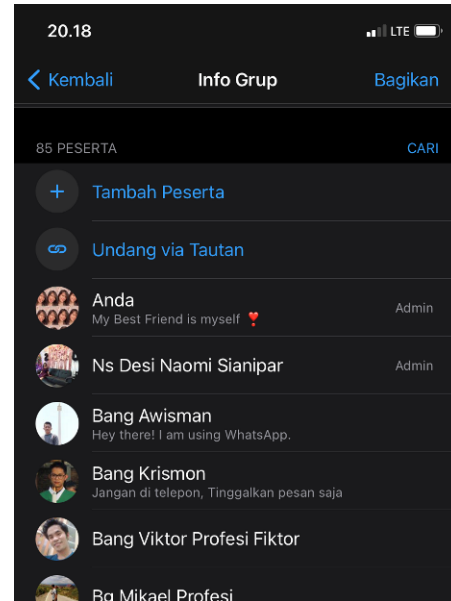 20.18
LTE
Kembali
Info Grup
Bagikan
85 PESERTA
CARI
Tambah Peserta
Undang via Tautan
Anda
My Best Friend is myself ❣️
Admin
Ns Desi Naomi Sianipar
Admin
Bang Awisman
Hey there! I am using WhatsApp.
Bang Krismon
Jangan di telepon, Tinggalkan pesan saja
Bang Viktor Profesi Fiktor
Bg Mikael Profesi